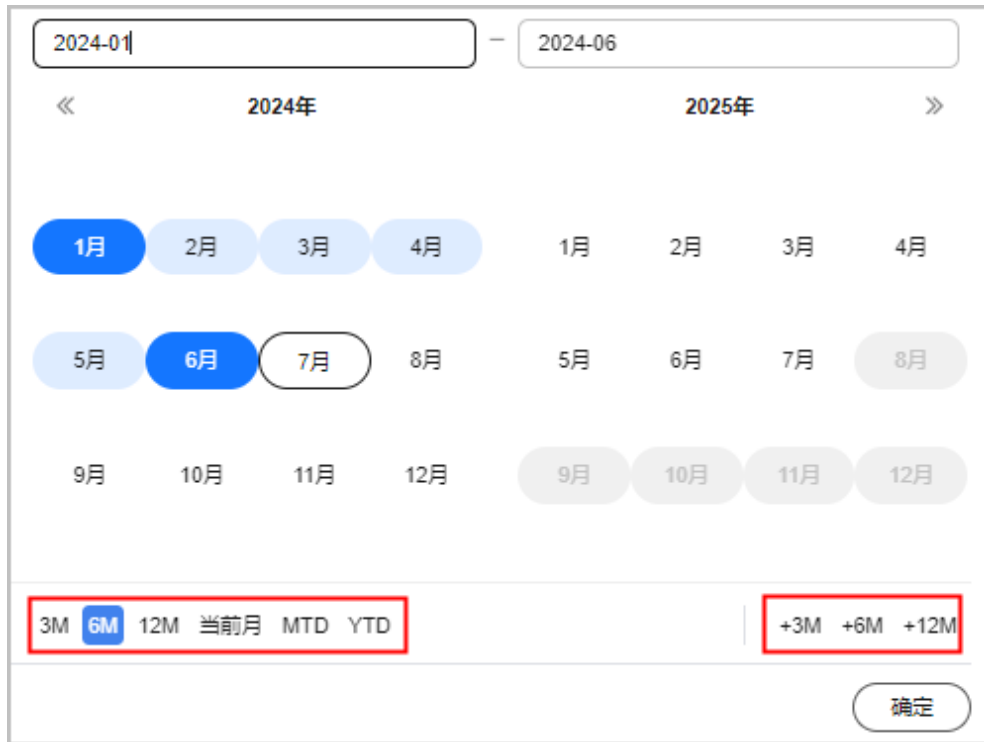 2024-01 – 2024-06
« 2024年 2025年 »
1月 2月 3月 4月 1月 2月 3月 4月
5月 6月 7月 8月 5月 6月 7月 8月
9月 10月 11月 12月 9月 10月 11月 12月
3M 6M 12M 当前月 MTD YTD +3M +6M +12M
确定